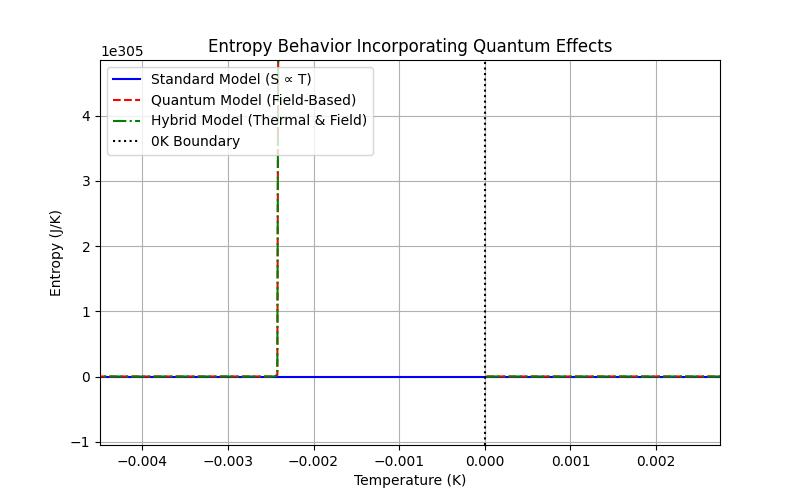 Entropy Behavior Incorporating Quantum Effects
1e305
Standard Model (S ∝ T)
Quantum Model (Field-Based)
Hybrid Model (Thermal & Field)
0K Boundary
Entropy (J/K)
4
3
2
1
0
−1
−0.004 −0.003 −0.002 −0.001 0.000 0.001 0.002
Temperature (K)